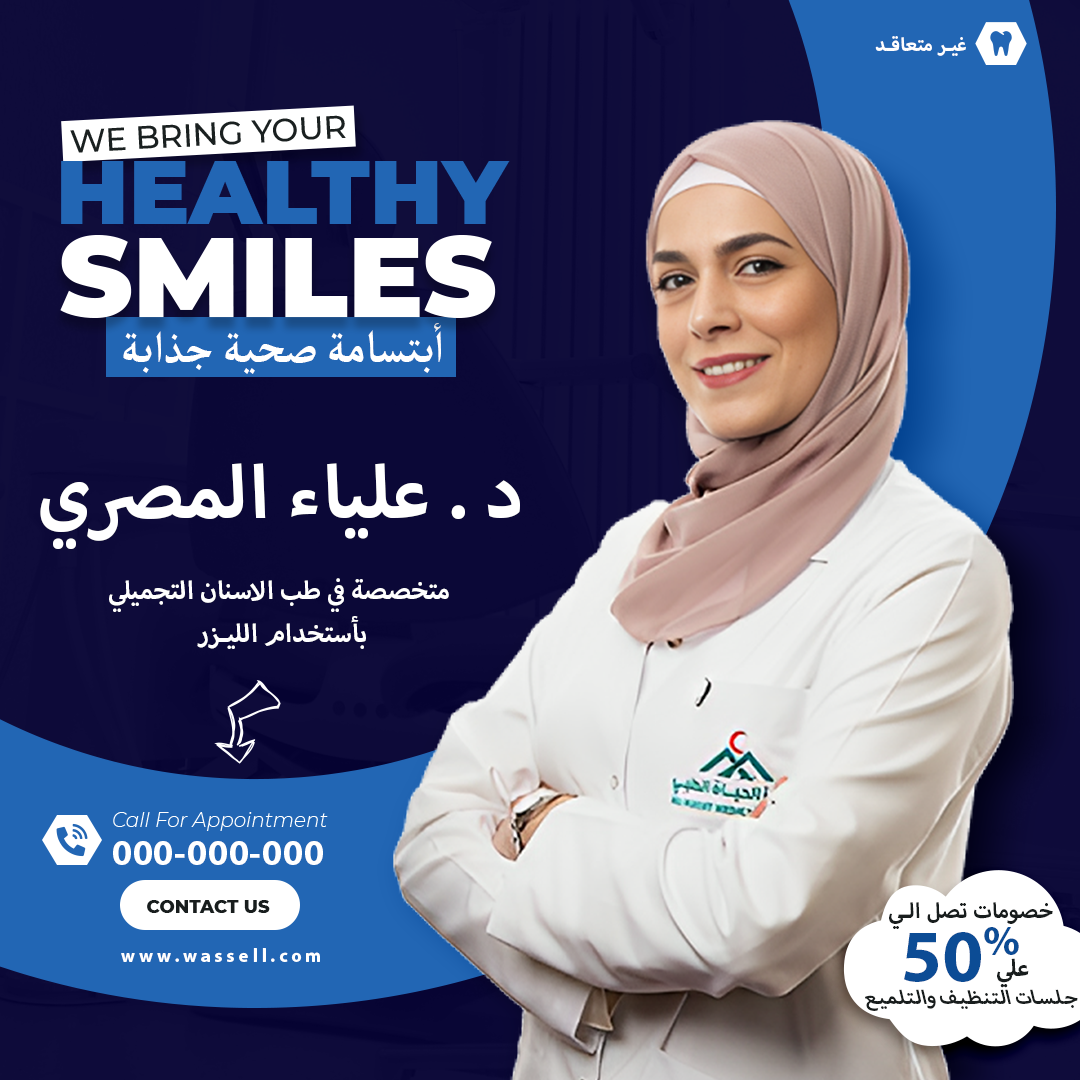 غير متعاقد
WE BRING YOUR
HEALTHY
SMILES
أبتسامة صحية جذابة
د . علياء المصري
متخصصة في طب الاسنان التجميلي
بأستخدام الليزر
Call For Appointment
000-000-000
CONTACT US
www.wassell.com
خصومات تصل الي
50%
علي
جلسات التنظيف والتلميع